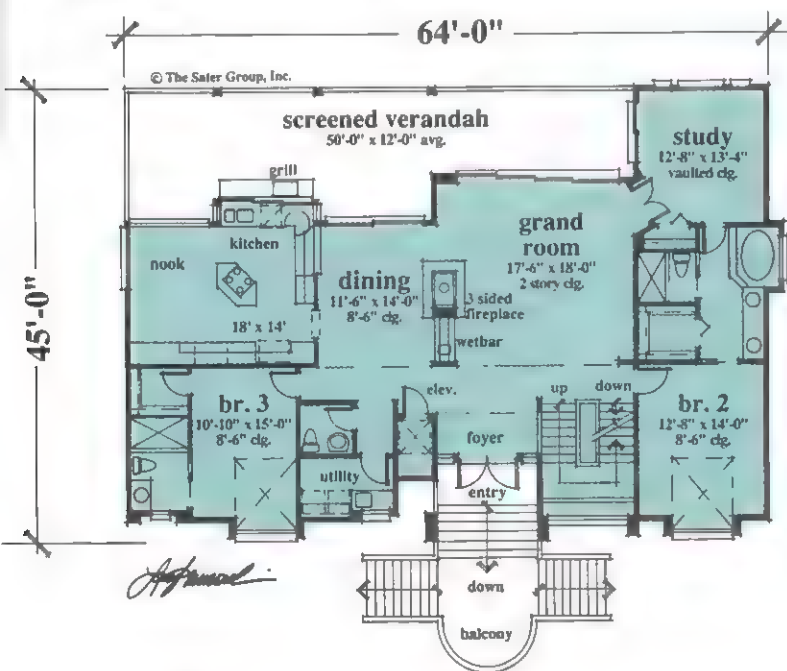 64'-0"
© The Sater Group, Inc.
screened verandah
50'-0" x 12'-0" avg.
study
12'-8" x 13'-4"
vaulted clg.
grill
kitchen
nook
18' x 14'
dining
11'-6" x 14'-0"
8'-6" clg.
grand
room
17'-6" x 18'-0"
2 story clg.
3 sided
fireplace
wetbar
45'-0"
br. 3
10'-10" x 15'-0"
8'-6" clg.
elev.
foyer
up
down
br. 2
12'-8" x 14'-0"
8'-6" clg.
utility
entry
down
balcony